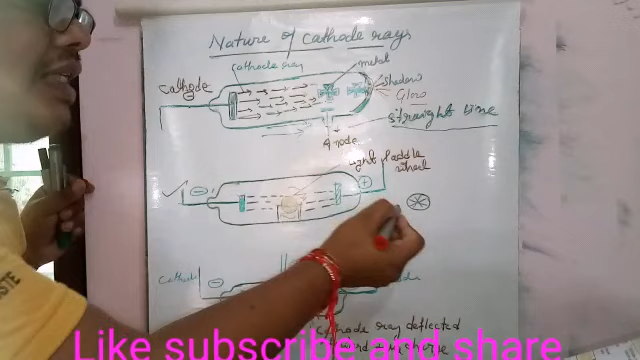 Nature of cathode rays
cathode ray
metal
cathode
Shadow
Glow
straight line
Anode
light Paddle
wheel
cathode
cathode ray deflected
Like subscribe and share